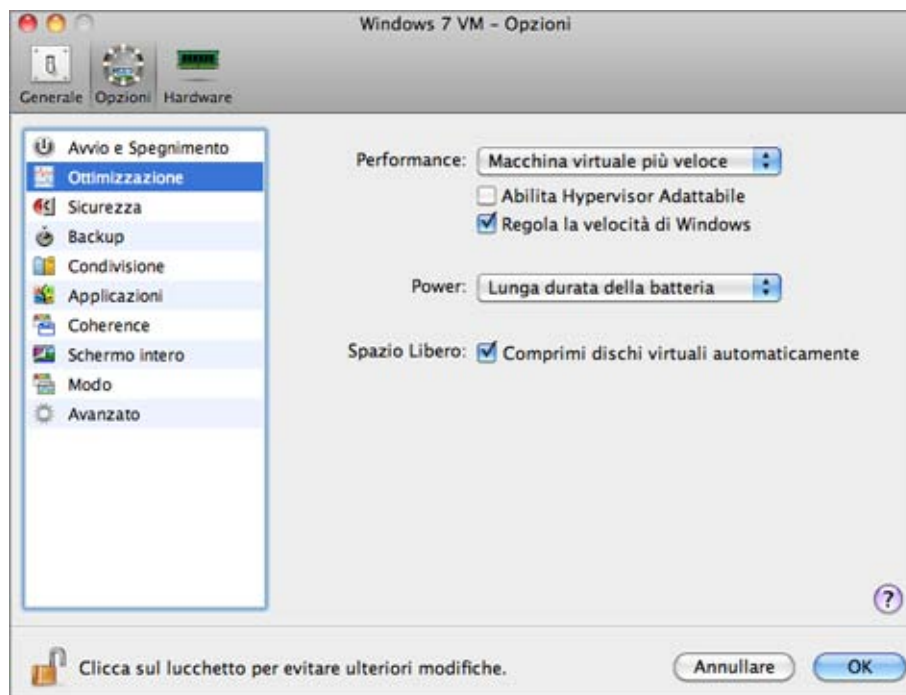 Windows 7 VM – Opzioni
Generale Opzioni Hardware
Avvio e Spegnimento
Ottimizzazione
Sicurezza
Backup
Condivisione
Applicazioni
Coherence
Schermo intero
Modo
Avanzato
Performance: Macchina virtuale più veloce
Abilita Hypervisor Adattabile
Regola la velocità di Windows
Power: Lunga durata della batteria
Spazio Libero: Comprimi dischi virtuali automaticamente
?
Clicca sul lucchetto per evitare ulteriori modifiche.
Annullare OK